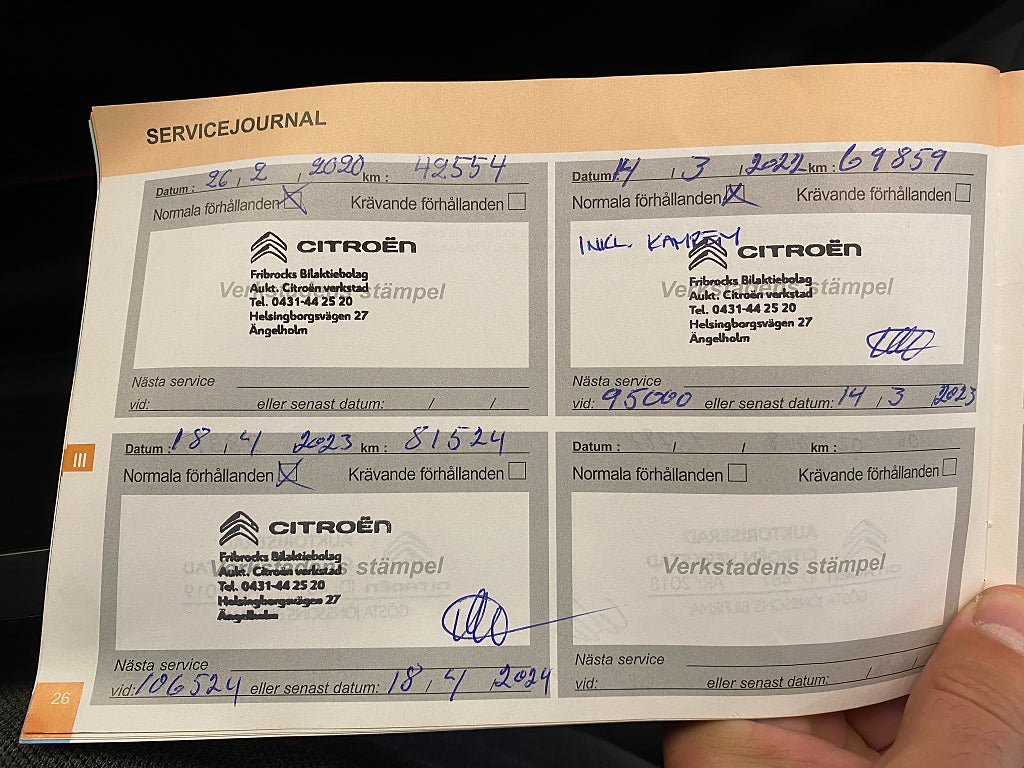 SERVICEJOURNAL
Datum : 26 / 2 / 2020 km : 42554
Normala förhållanden Krävande förhållanden
CITROËN
Fribrocks Bilaktiebolag
Verkstadens stämpel
Aukt. Citroën verkstad
Tel. 0431-44 25 20
Helsingborgsvägen 27
Ängelholm
Nästa service
vid: eller senast datum: / /
Datum : 14 / 3 / 2022 km : 69859
Normala förhållanden Krävande förhållanden
INKL. KAMREM
CITROËN
Fribrocks Bilaktiebolag
Verkstadens stämpel
Aukt. Citroën verkstad
Tel. 0431-44 25 20
Helsingborgsvägen 27
Ängelholm
Nästa service
vid: 95000 eller senast datum: 14 / 3 2023
III
Datum : 18 / 4 2023 km : 81524
Normala förhållanden Krävande förhållanden
CITROËN
Fribrocks Bilaktiebolag
Verkstadens stämpel
Aukt. Citroën verkstad
Tel. 0431-44 25 20
Helsingborgsvägen 27
Ängelholm
Nästa service
vid: 106524 eller senast datum: 18 / 4 2024
Datum : / / km :
Normala förhållanden Krävande förhållanden
Verkstadens stämpel
Nästa service
vid: eller senast datum: / /
26